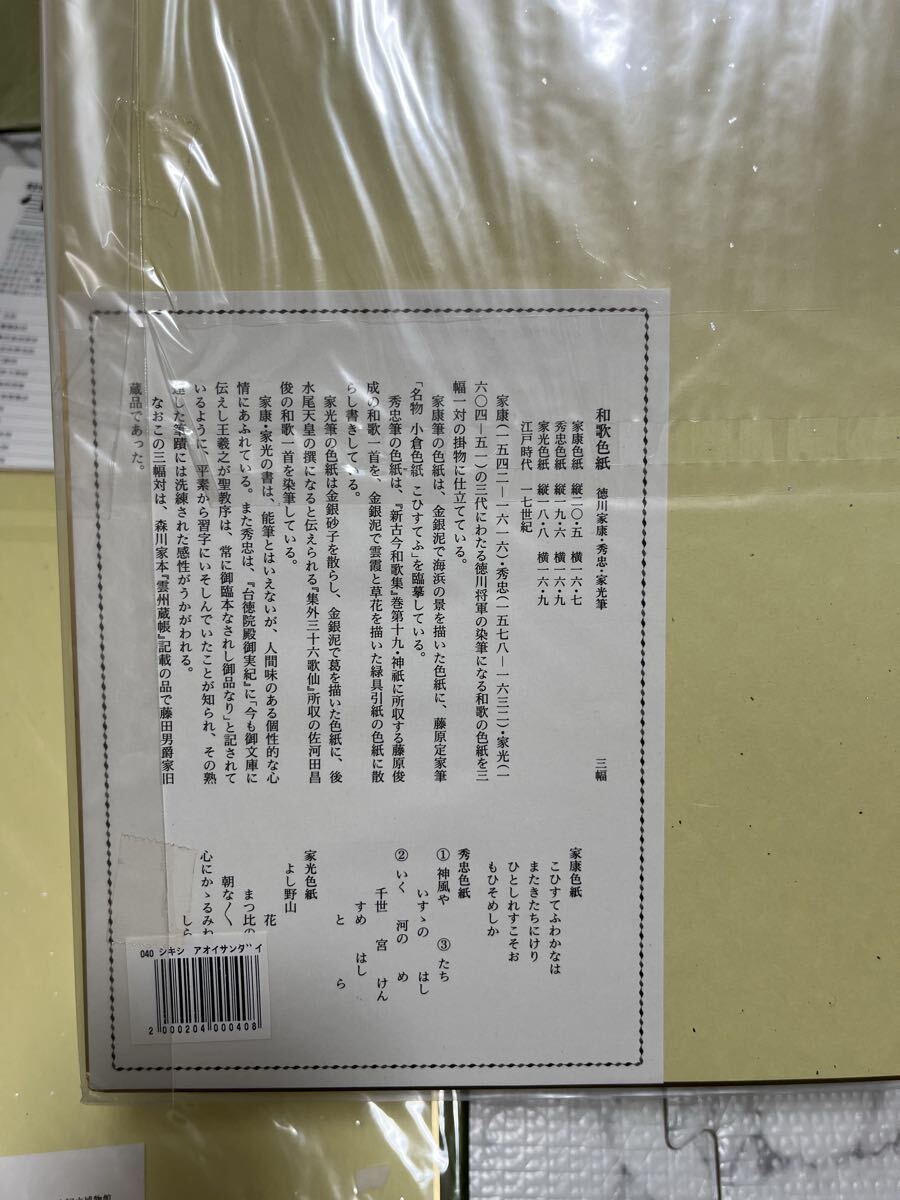 和歌色紙　徳川家康・秀忠・家光筆　三幅
家康色紙　縦二〇・五　横一六・七
秀忠色紙　縦一九・六　横一六・九
家光色紙　縦一八・八　横一六・九
江戸時代　一七世紀
家康(一五四二―一六一六)・秀忠(一五七八―一六三二)・家光(一
六〇四―五一)の三代にわたる徳川将軍の染筆になる和歌の色紙を三
幅一対の掛物に仕立てている。
家康筆の色紙は、金銀泥で海浜の景を描いた色紙に、藤原定家筆
「名物　小倉色紙　こひすてふ」を臨摹している。
秀忠筆の色紙は、『新古今和歌集』巻第十九・神祇に所収する藤原俊
成の和歌一首を、金銀泥で雲霞と草花を描いた緑具引紙の色紙に散
らし書きしている。
家光筆の色紙は金銀砂子を散らし、金銀泥で葛を描いた色紙に、後
水尾天皇の撰になると伝えられる『集外三十六歌仙』所収の佐河田昌
俊の和歌一首を染筆している。
家康・家光の書は、能筆とはいえないが、人間味のある個性的な心
情にあふれている。また秀忠は、『台徳院殿御実紀』に「今も御文庫に
伝えし王羲之が聖教序は、常に御臨本なされし御品なり」と記されて
いるように、平素から習字にいそしんでいたことが知られ、その熟
達した筆蹟には洗練された感性がうかがわれる。
なおこの三幅対は、森川家本『雲州蔵帳』記載の品で藤田男爵家旧
蔵品であった。
家康色紙
こひすてふわかなは
またきたちにけり
ひとしれすこそお
もひそめしか
秀忠色紙
① 神風や　③ たち
いすゝの　はし
② いく　河の　め
千世　宮　けん
すめ　はし
と　ら
家光色紙
よし野山
花
まつ比の
朝な〱
心にかゝるみね
しら
040 シキシ　アオイサンダイ
2 000204 000408